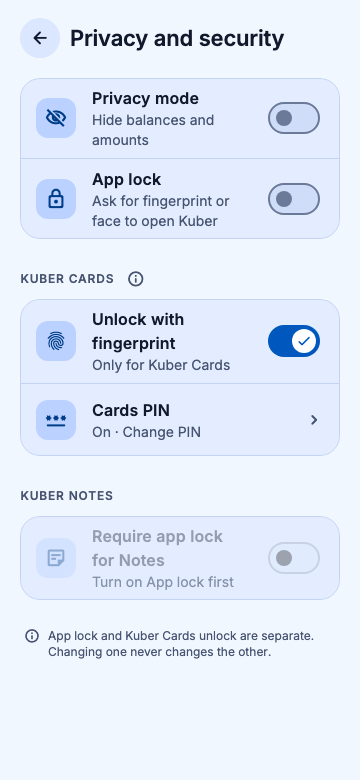 Privacy and security
Privacy mode
Hide balances and
amounts
App lock
Ask for fingerprint or
face to open Kuber
KUBER CARDS
Unlock with
fingerprint
Only for Kuber Cards
Cards PIN
On · Change PIN
KUBER NOTES
Require app lock
for Notes
Turn on App lock first
App lock and Kuber Cards unlock are separate.
Changing one never changes the other.